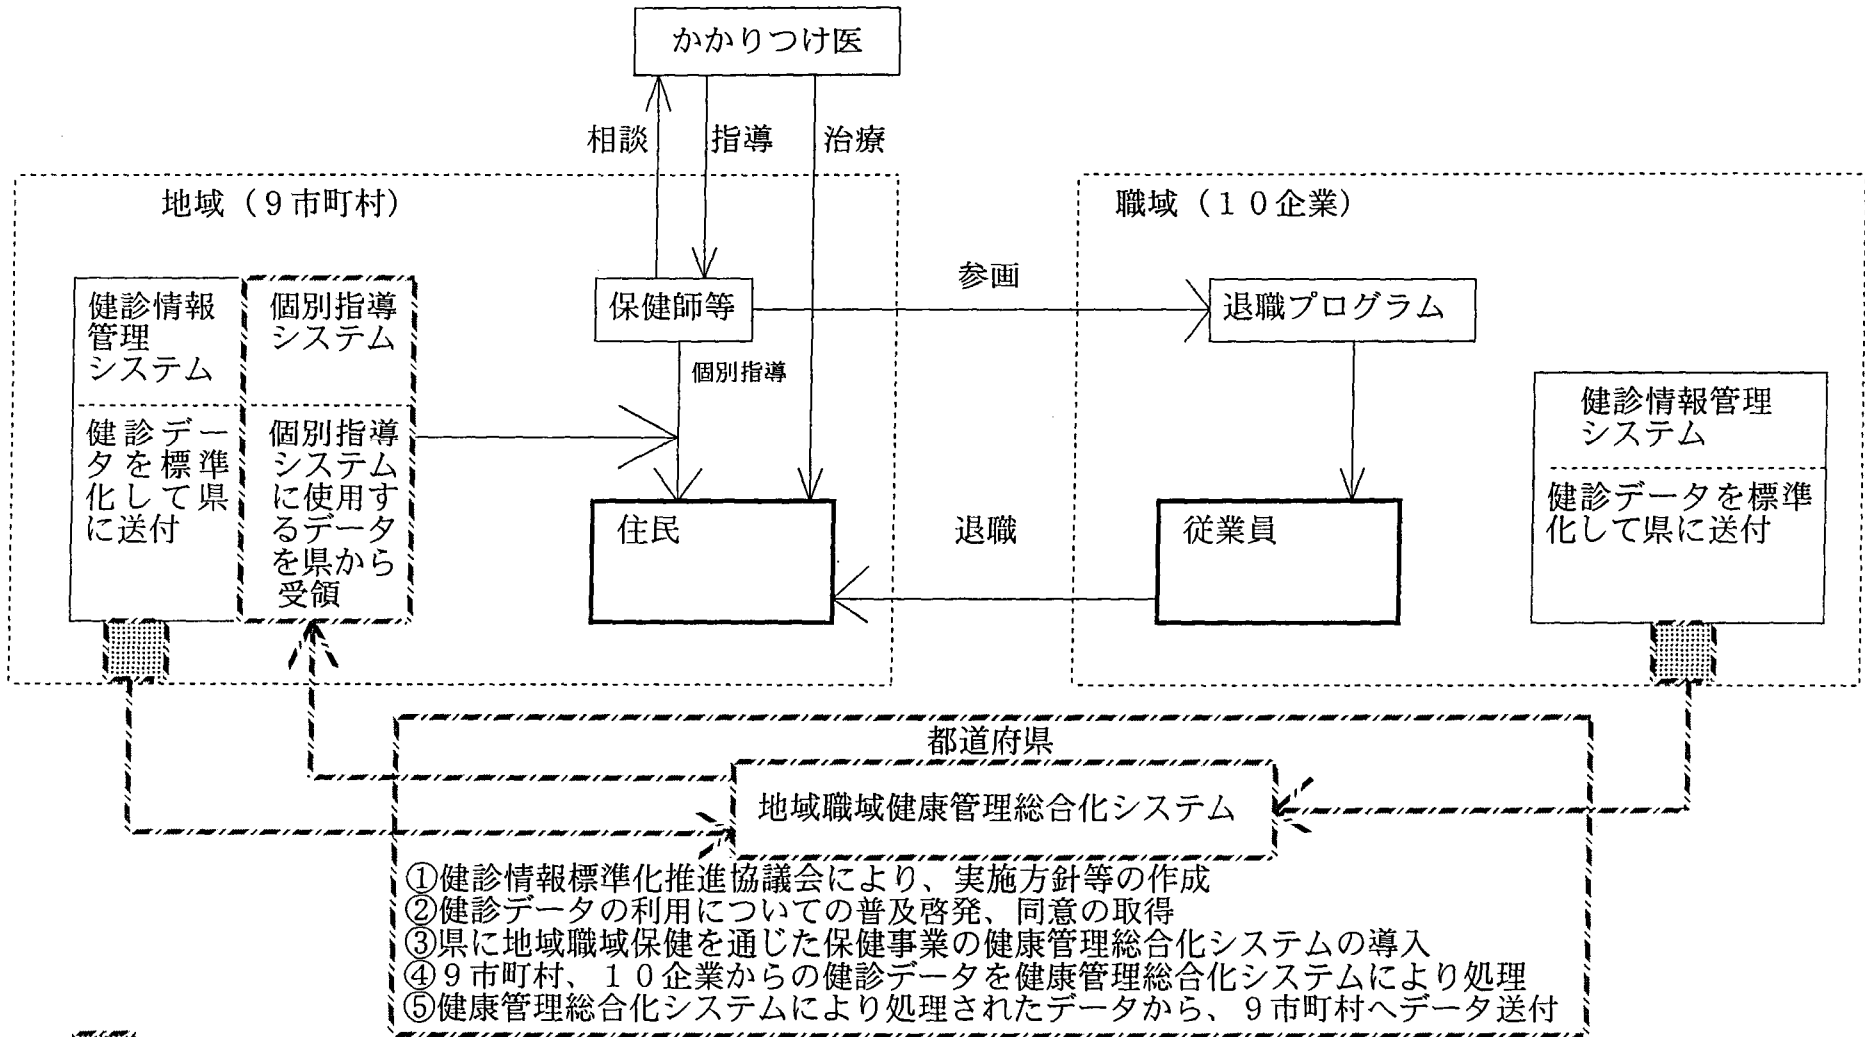 かかりつけ医
相談
指導
治療
地域（９市町村）
職域（１０企業）
健診情報
管理
システム
個別指導
システム
保健師等
参画
退職プログラム
個別指導
健診デー
タを標準
化して県
に送付
個別指導
システム
に使用す
るデータ
を県から
受領
住民
退職
従業員
健診情報管理
システム
健診データを標準
化して県に送付
都道府県
地域職域健康管理総合化システム
①健診情報標準化推進協議会により、実施方針等の作成
②健診データの利用についての普及啓発、同意の取得
③県に地域職域保健を通じた保健事業の健康管理総合化システムの導入
④９市町村、１０企業からの健診データを健康管理総合化システムにより処理
⑤健康管理総合化システムにより処理されたデータから、９市町村へデータ送付